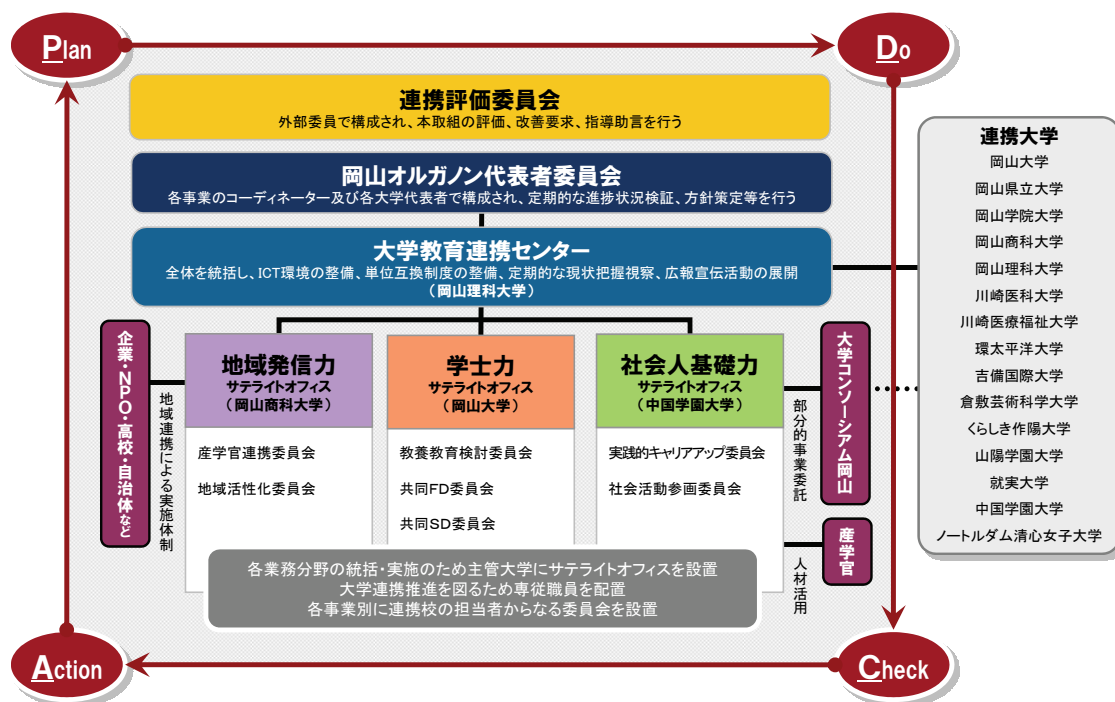 Plan
Do
連携評価委員会
外部委員で構成され、本取組の評価、改善要求、指導助言を行う
岡山オルガノン代表者委員会
各事業のコーディネーター及び各大学代表者で構成され、定期的な進捗状況検証、方針策定等を行う
大学教育連携センター
全体を統括し、ICT環境の整備、単位互換制度の整備、定期的な現状把握視察、広報宣伝活動の展開
(岡山理科大学)
企業・NPO・高校・自治体など
地域連携による実施体制
地域発信力
サテライトオフィス
(岡山商科大学)
産学官連携委員会
地域活性化委員会
学士力
サテライトオフィス
(岡山大学)
教養教育検討委員会
共同FD委員会
共同SD委員会
社会人基礎力
サテライトオフィス
(中国学園大学)
実践的キャリアアップ委員会
社会活動参画委員会
部分的事業委託
大学コンソーシアム岡山
人材活用
産学官
各業務分野の統括・実施のため主管大学にサテライトオフィスを設置
大学連携推進を図るため専従職員を配置
各事業別に連携校の担当者からなる委員会を設置
連携大学
岡山大学
岡山県立大学
岡山学院大学
岡山商科大学
岡山理科大学
川崎医科大学
川崎医療福祉大学
環太平洋大学
吉備国際大学
倉敷芸術科学大学
くらしき作陽大学
山陽学園大学
就実大学
中国学園大学
ノートルダム清心女子大学
Action
Check